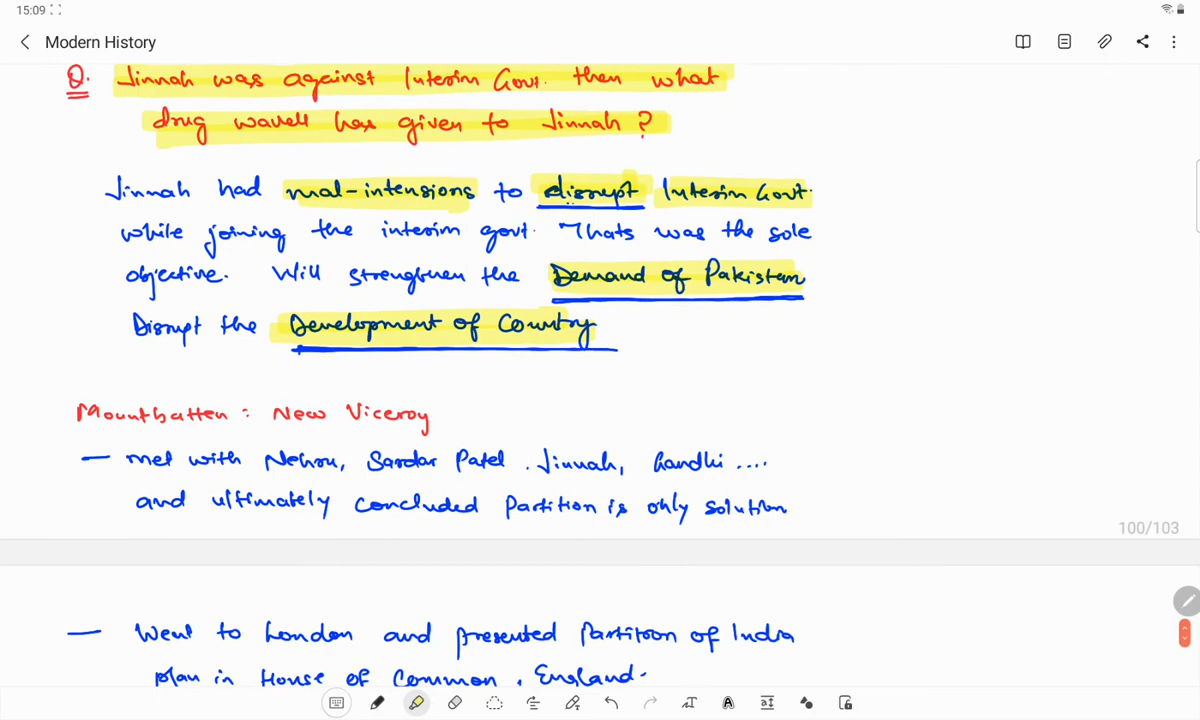 15:09
Modern History
Q. Jinnah was against Interim Govt. then what
drug wavell has given to Jinnah ?
Jinnah had mal-intensions to disrupt Interim Govt.
while joining the interim govt. Thats was the sole
objective. Will strengthen the Demand of Pakistan
Disrupt the Development of Country
Mountbatten : New Viceroy
— met with Nehru, Sardar Patel . Jinnah, Gandhi ....
and ultimately concluded Partition is only solution
100/103
— Went to London and presented Partition of India
plan in House of Common , England.